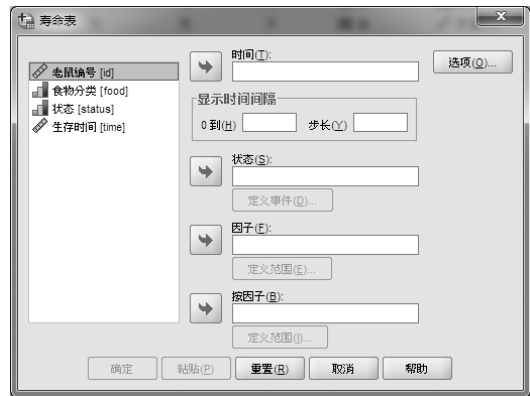 寿命表
老鼠编号 [id]
食物分类 [food]
状态 [status]
生存时间 [time]
时间(T):
选项(O)...
显示时间间隔
0 到(H) 步长(Y)
状态(S):
定义事件(D)...
因子(F):
定义范围(E)...
按因子(B):
定义范围(I)...
确定 粘贴(P) 重置(R) 取消 帮助